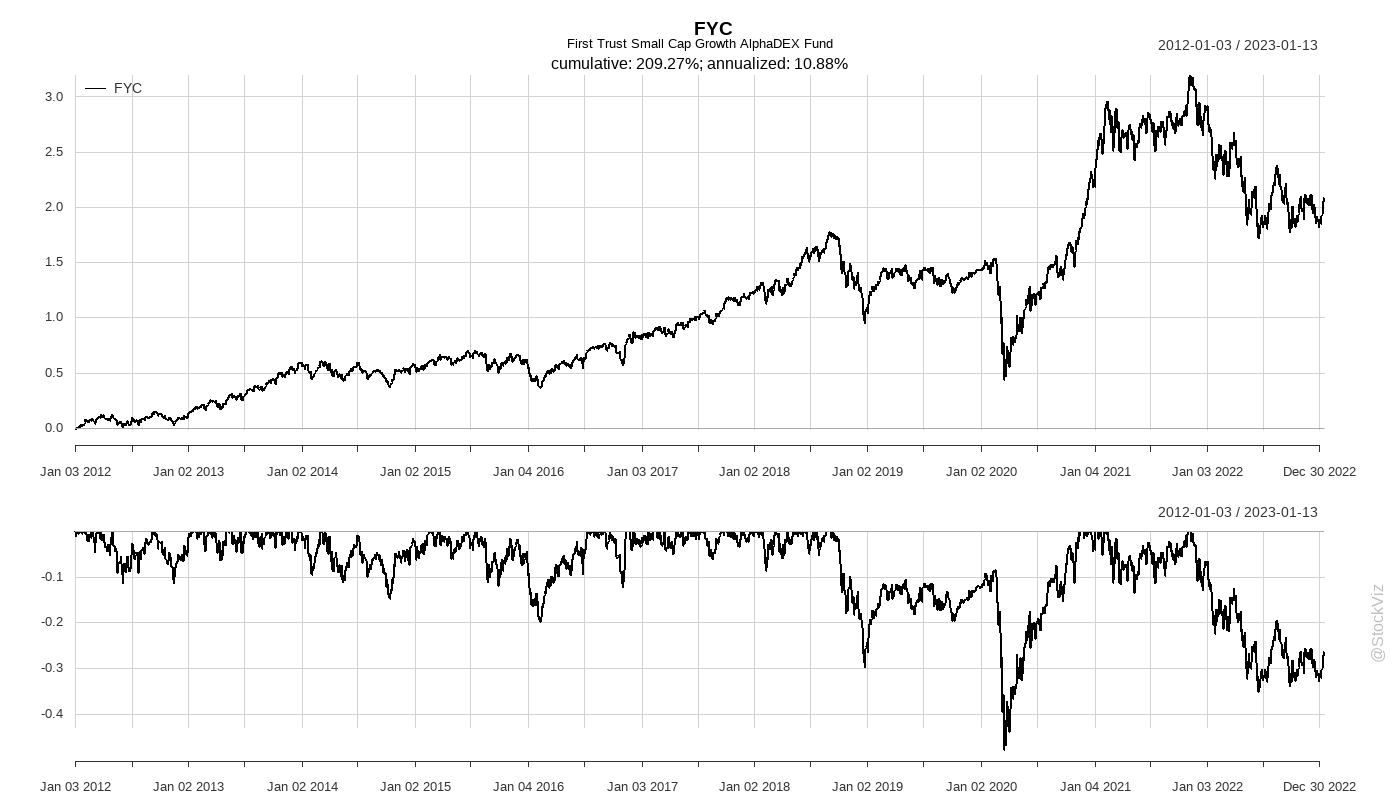 FYC
First Trust Small Cap Growth AlphaDEX Fund
2012-01-03 / 2023-01-13
cumulative: 209.27%; annualized: 10.88%
FYC
3.0
2.5
2.0
1.5
1.0
0.5
0.0
Jan 03 2012 Jan 02 2013 Jan 02 2014 Jan 02 2015 Jan 04 2016 Jan 03 2017 Jan 02 2018 Jan 02 2019 Jan 02 2020 Jan 04 2021 Jan 03 2022 Dec 30 2022
2012-01-03 / 2023-01-13
-0.1
-0.2
-0.3
-0.4
Jan 03 2012 Jan 02 2013 Jan 02 2014 Jan 02 2015 Jan 04 2016 Jan 03 2017 Jan 02 2018 Jan 02 2019 Jan 02 2020 Jan 04 2021 Jan 03 2022 Dec 30 2022
@StockViz